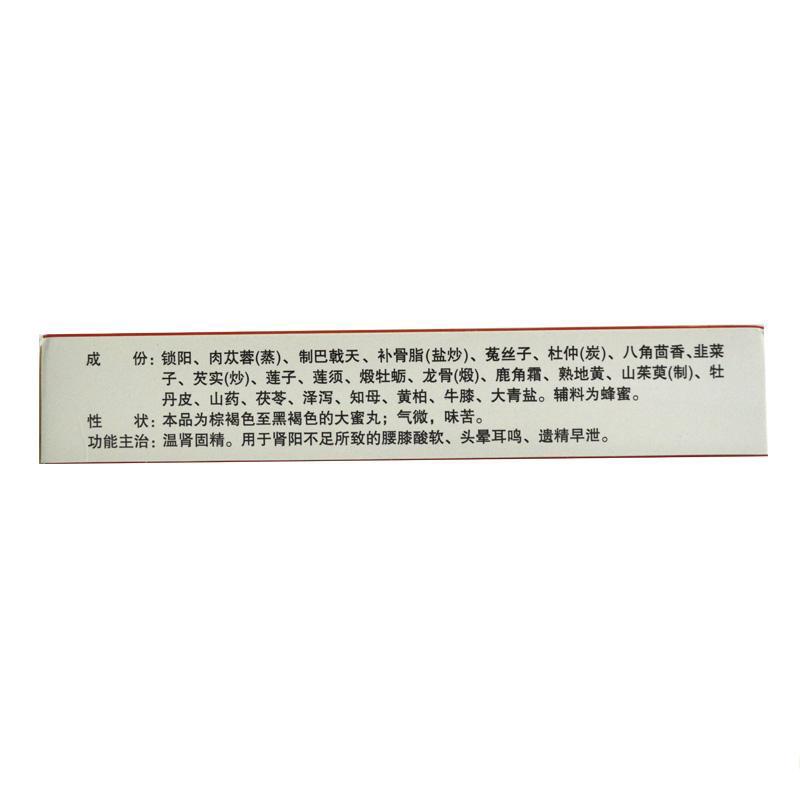 成　份：锁阳、肉苁蓉(蒸)、制巴戟天、补骨脂(盐炒)、菟丝子、杜仲(炭)、八角茴香、韭菜
子、芡实(炒)、莲子、莲须、煅牡蛎、龙骨(煅)、鹿角霜、熟地黄、山茱萸(制)、牡
丹皮、山药、茯苓、泽泻、知母、黄柏、牛膝、大青盐。辅料为蜂蜜。
性　状：本品为棕褐色至黑褐色的大蜜丸；气微，味苦。
功能主治：温肾固精。用于肾阳不足所致的腰膝酸软、头晕耳鸣、遗精早泄。